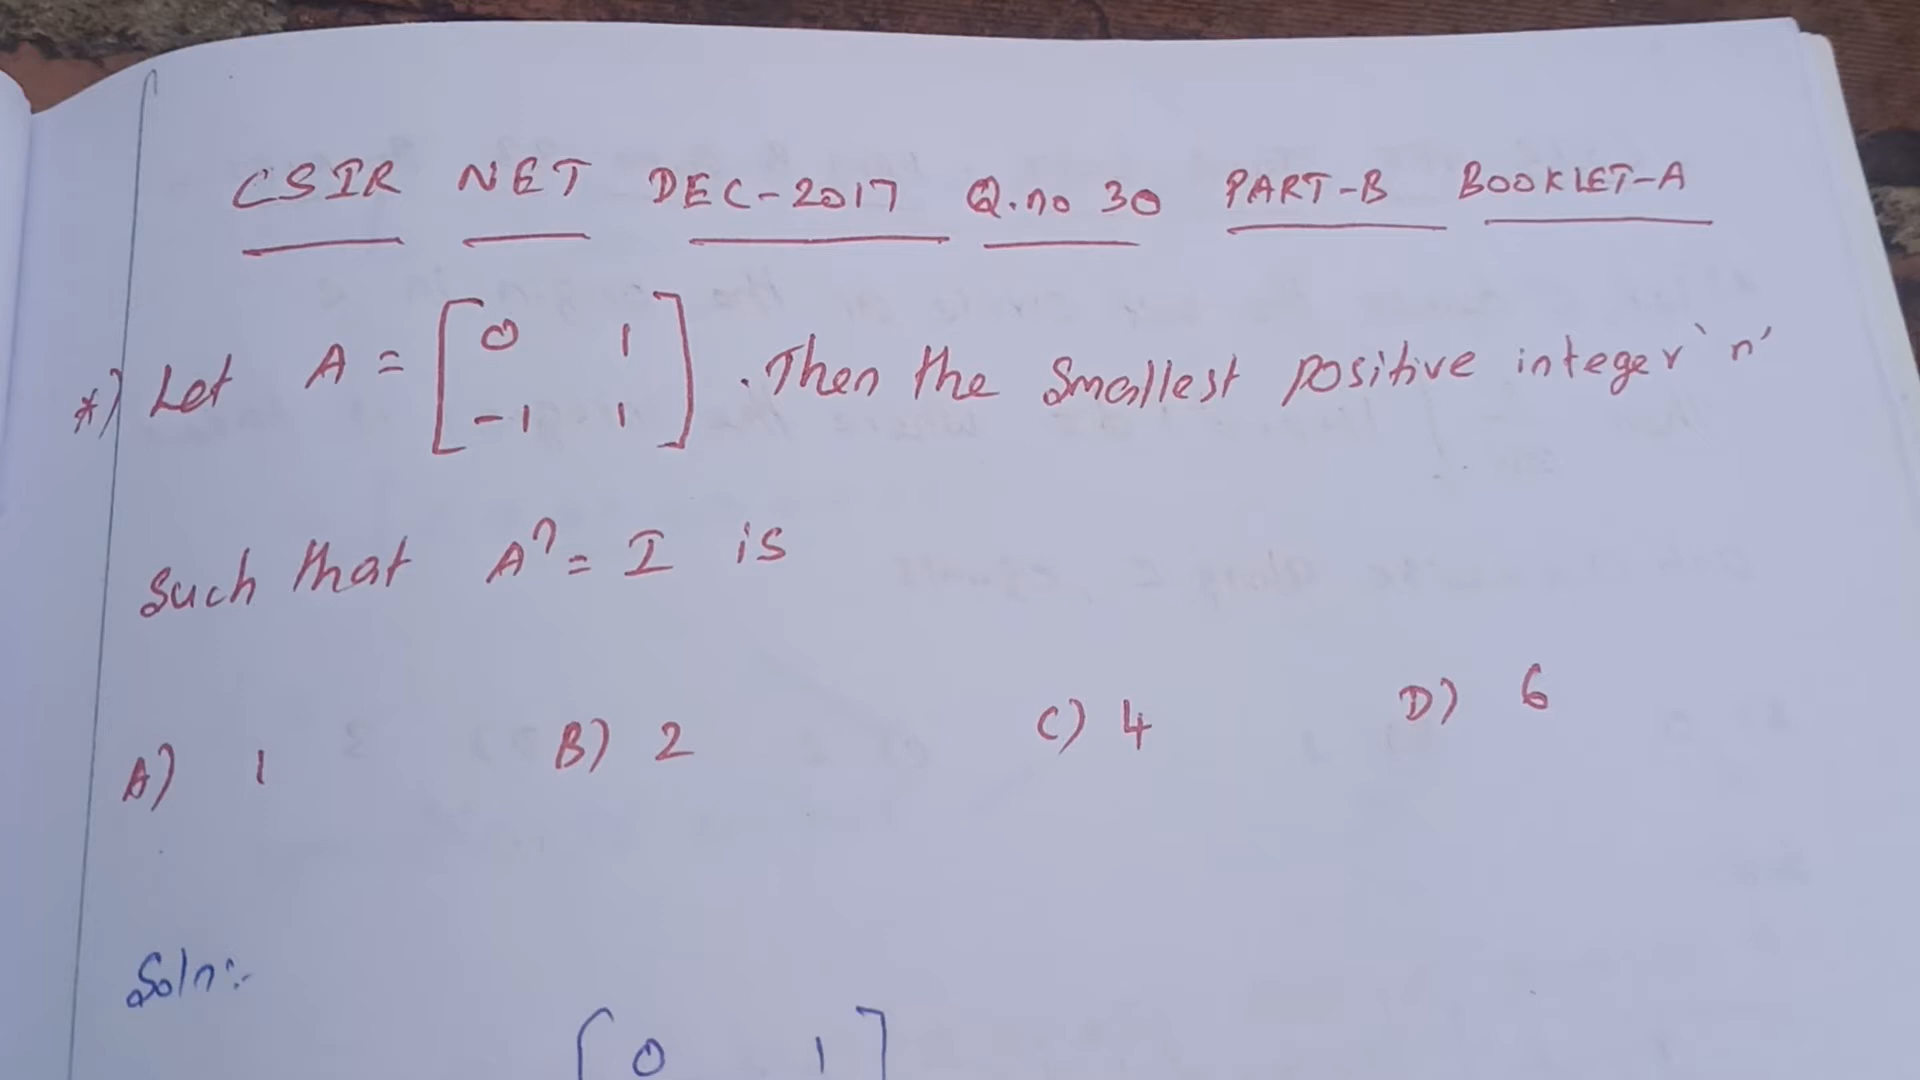 CSIR NET DEC-2017 Q.no 30 PART-B BOOKLET-A
*) Let A = [ 0 1
-1 1 ] . Then the Smallest positive integer `n'
Such that Aⁿ = I is
A) 1 B) 2 C) 4 D) 6
Soln:-
[ 0 1 ]